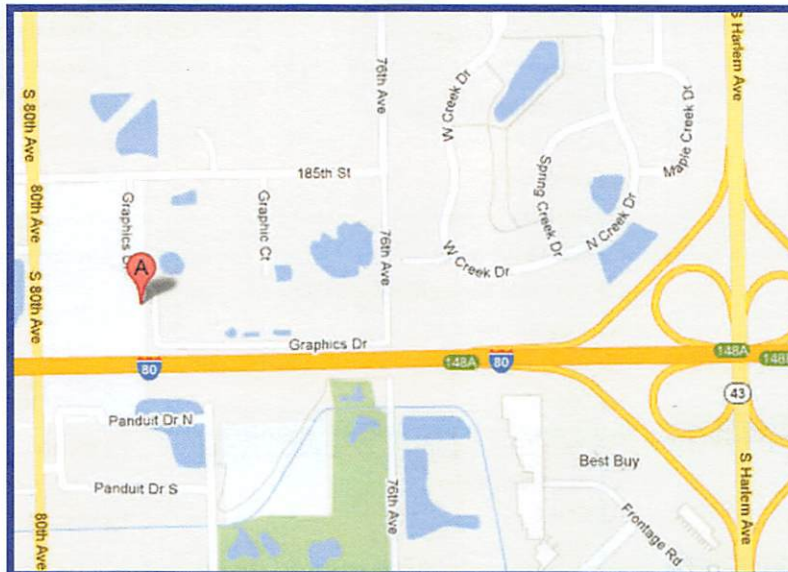 S Harlem Ave
76th Ave
W Creek Dr
Maple Creek Dr
S 80th Ave
185th St
Spring Creek Dr
80th Ave
Graphics
Graphic Ct
N Creek Dr
76th Ave
W Creek Dr
A
S 80th Ave
Graphics Dr
148A
148A
80
80
43
Panduit Dr N
Best Buy
S Harlem Ave
Panduit Dr S
76th Ave
Frontage Rd
80th Ave